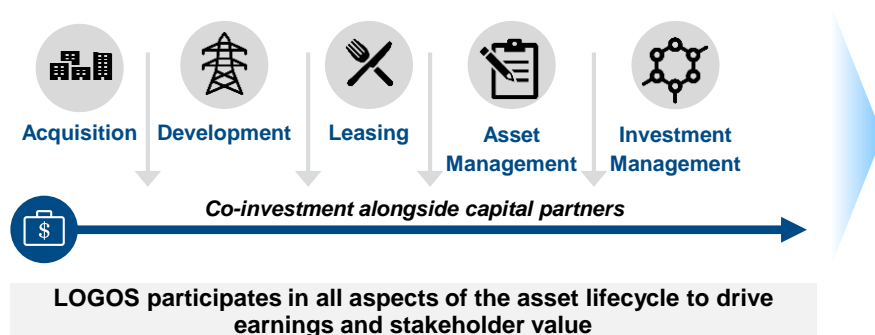 Acquisition
Development
Leasing
Asset
Management
Investment
Management
Co-investment alongside capital partners
$
LOGOS participates in all aspects of the asset lifecycle to drive
earnings and stakeholder value